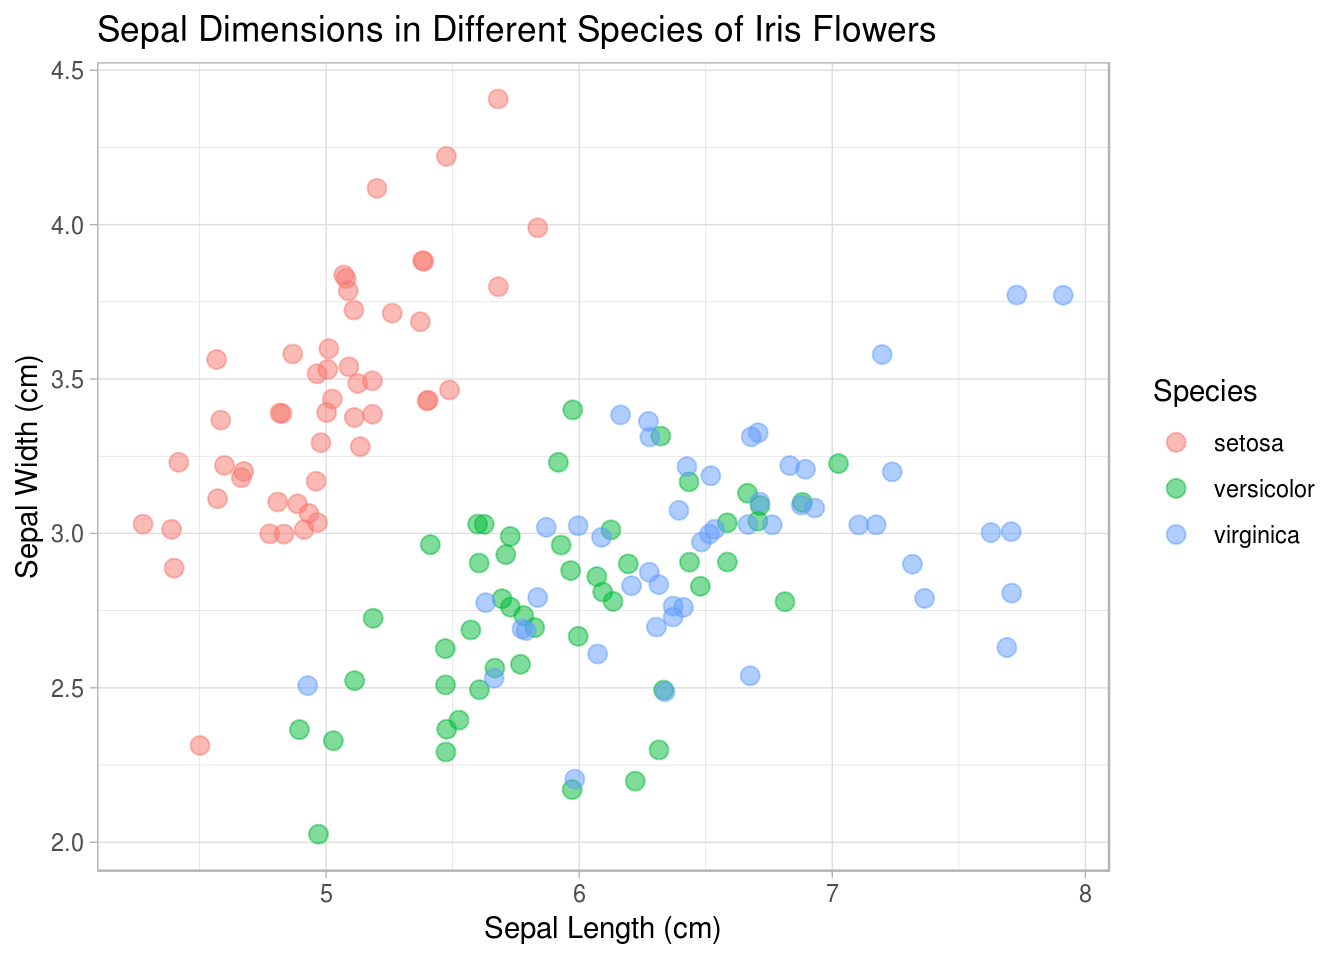 Sepal Dimensions in Different Species of Iris Flowers
4.5
4.0
3.5
3.0
2.5
2.0
Sepal Width (cm)
5 6 7 8
Sepal Length (cm)
Species
setosa
versicolor
virginica